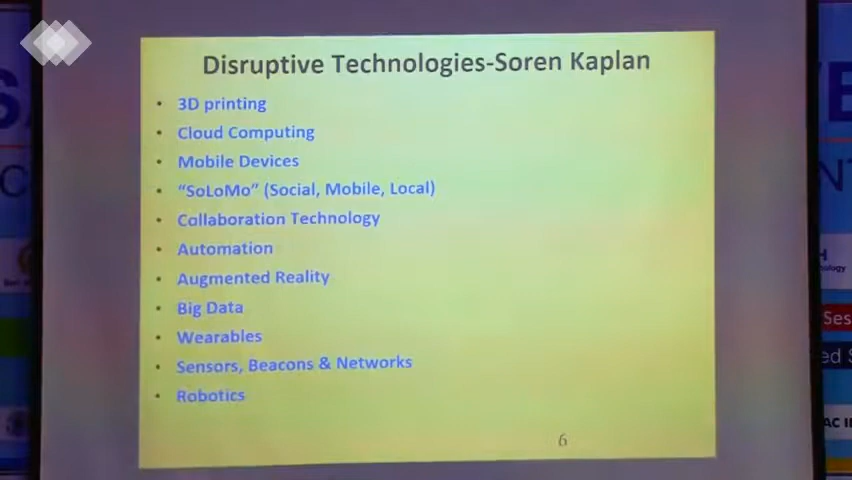 Disruptive Technologies-Soren Kaplan
• 3D printing
• Cloud Computing
• Mobile Devices
• “SoLoMo” (Social, Mobile, Local)
• Collaboration Technology
• Automation
• Augmented Reality
• Big Data
• Wearables
• Sensors, Beacons & Networks
• Robotics
6